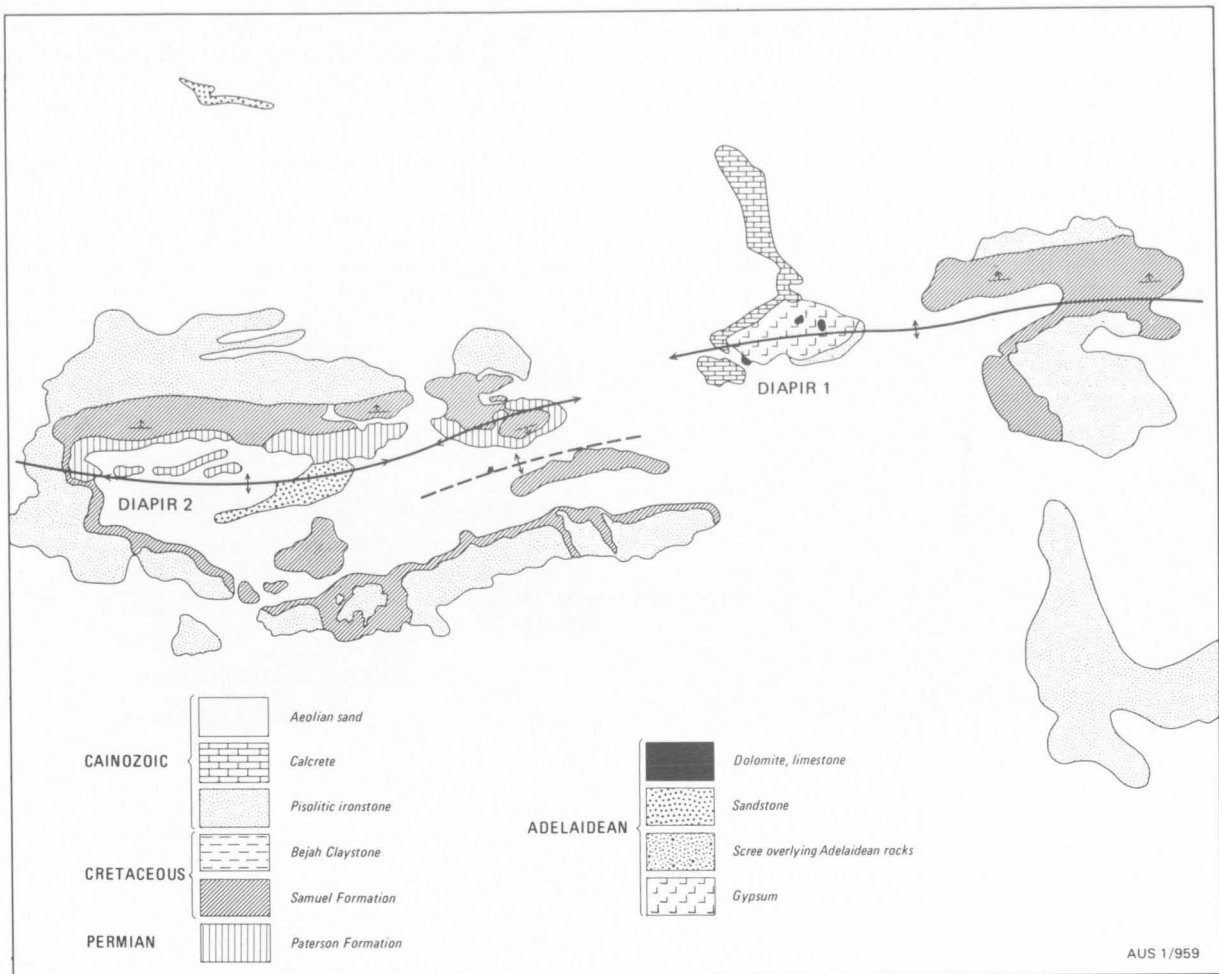 DIAPIR 1
DIAPIR 2
CAINOZOIC
Aeolian sand
Calcrete
Pisolitic ironstone
CRETACEOUS
Bejah Claystone
Samuel Formation
PERMIAN
Paterson Formation
ADELAIDEAN
Dolomite, limestone
Sandstone
Scree overlying Adelaidean rocks
Gypsum
AUS 1/959